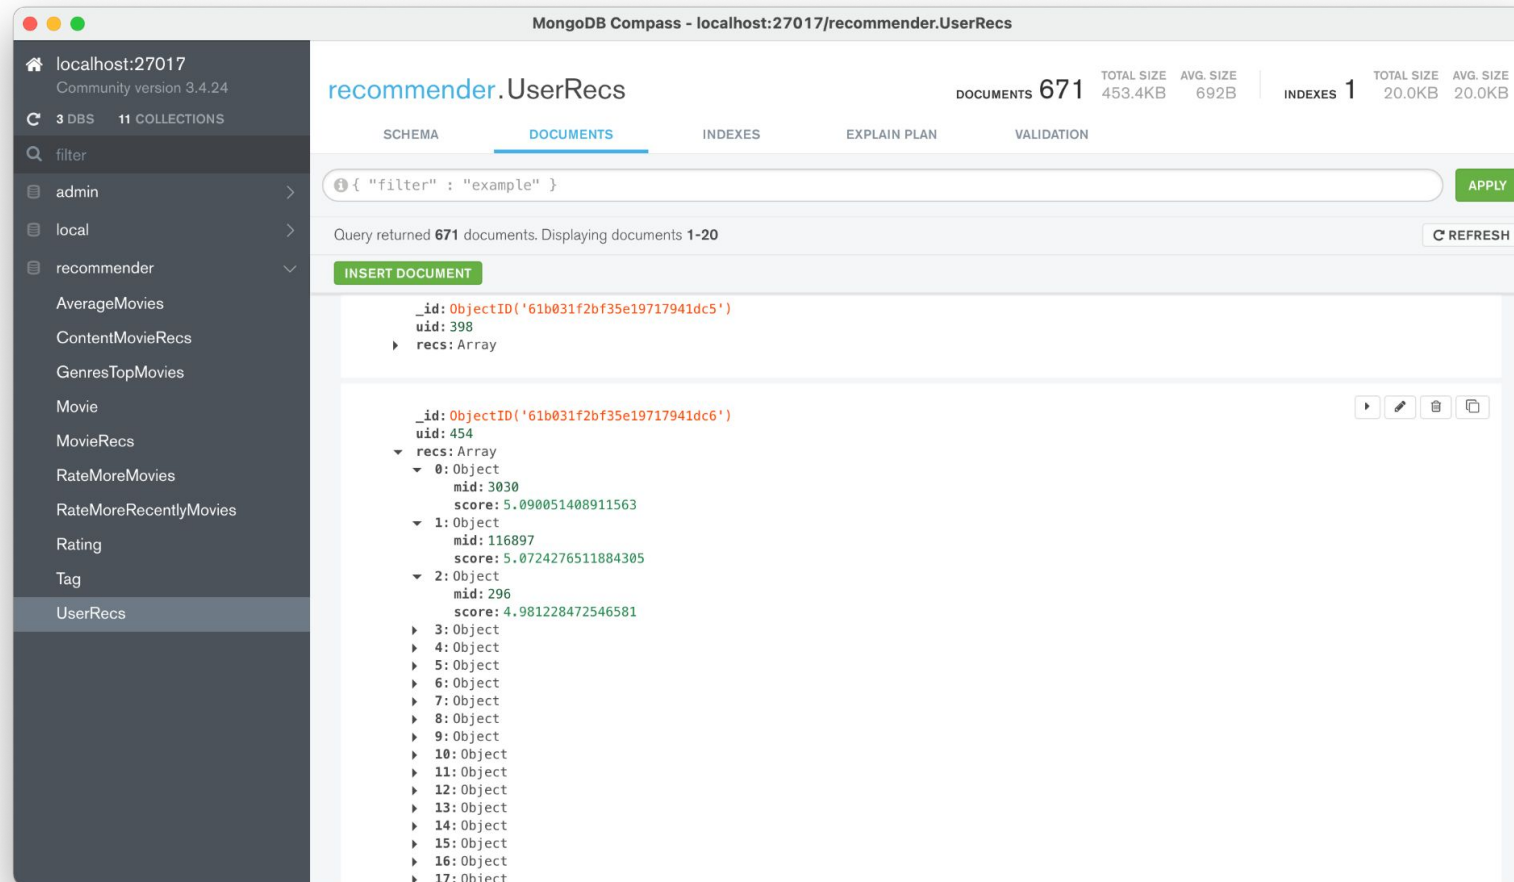 MongoDB Compass - localhost:27017/recommender.UserRecs
localhost:27017
Community version 3.4.24
3 DBS 11 COLLECTIONS
filter
admin
local
recommender
AverageMovies
ContentMovieRecs
GenresTopMovies
Movie
MovieRecs
RateMoreMovies
RateMoreRecentlyMovies
Rating
Tag
UserRecs
recommender.UserRecs
DOCUMENTS 671 TOTAL SIZE 453.4KB AVG. SIZE 692B INDEXES 1 TOTAL SIZE 20.0KB AVG. SIZE 20.0KB
SCHEMA DOCUMENTS INDEXES EXPLAIN PLAN VALIDATION
{ "filter" : "example" }
APPLY
Query returned 671 documents. Displaying documents 1-20
REFRESH
INSERT DOCUMENT
_id: ObjectID('61b031f2bf35e19717941dc5')
uid: 398
recs: Array
_id: ObjectID('61b031f2bf35e19717941dc6')
uid: 454
recs: Array
0: Object
mid: 3030
score: 5.090051408911563
1: Object
mid: 116897
score: 5.0724276511884305
2: Object
mid: 296
score: 4.981228472546581
3: Object
4: Object
5: Object
6: Object
7: Object
8: Object
9: Object
10: Object
11: Object
12: Object
13: Object
14: Object
15: Object
16: Object
17: Object